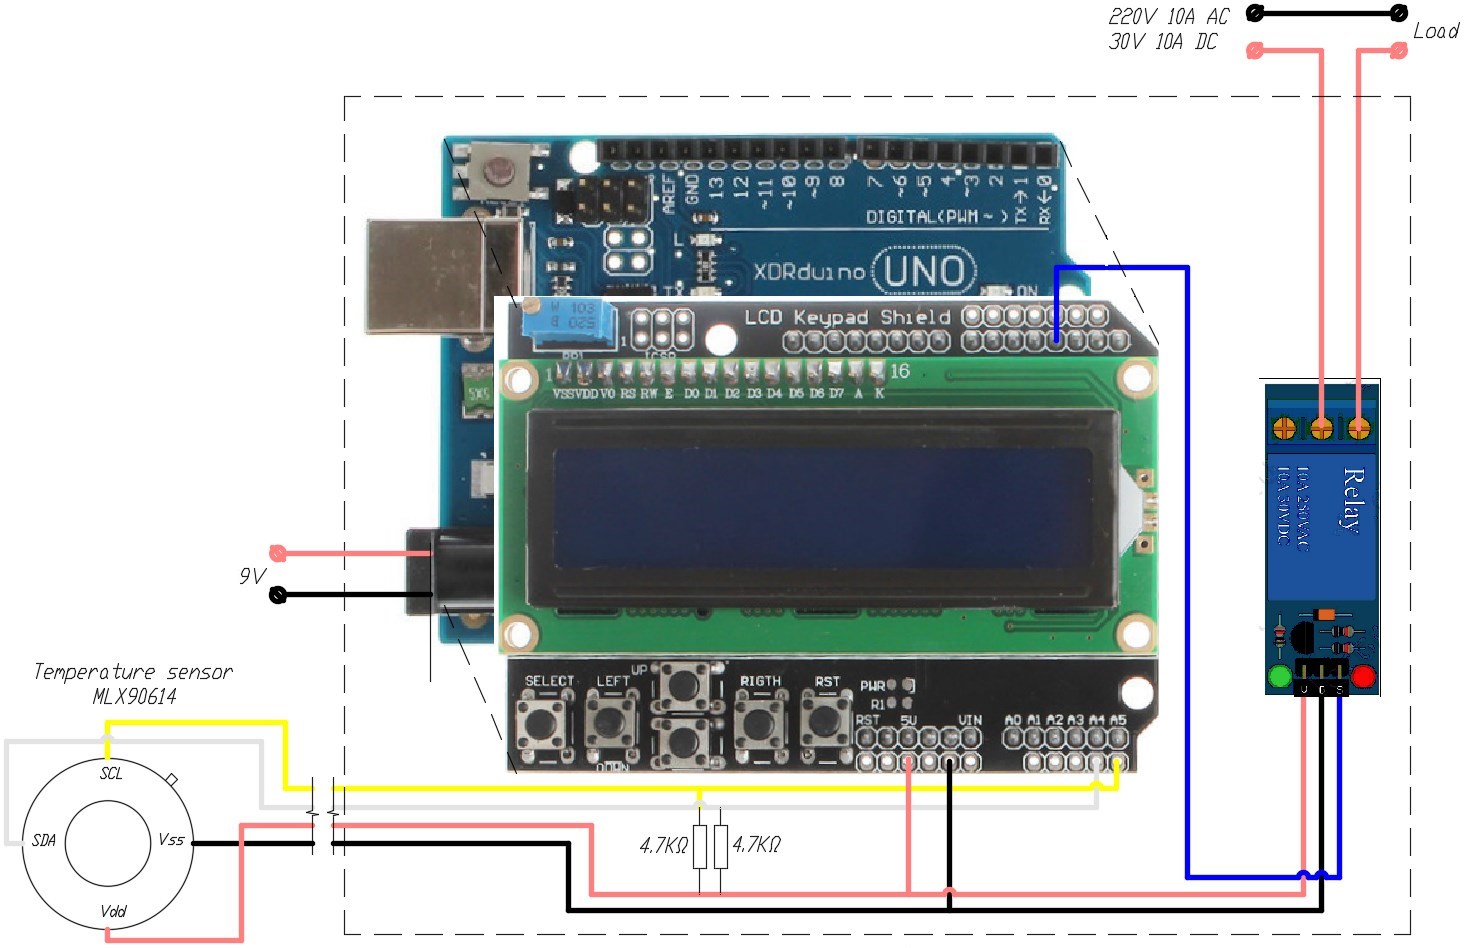 220V 10A AC
30V 10A DC
Load
AREF
GND
13
12
~11
~10
~9
8
7
~6
~5
4
~3
2
TX→1
RX←0
DIGITAL(PWM ~)
L
TX
XDRduino UNO
ON
W 103
B 025
LCD Keypad Shield
1
ICSP
1
16
VSS VDD V0 RS RW E D0 D1 D2 D3 D4 D5 D6 D7 A K
Relay
10A 250VAC
10A 30VDC
5K5
9V
Temperature sensor
MLX90614
SCL
SDA
Vss
Vdd
SELECT
LEFT
UP
DOWN
RIGTH
RST
PWR
R1
RST
5V
VIN
A0 A1 A2 A3 A4 A5
V G S
4.7KΩ
4.7KΩ